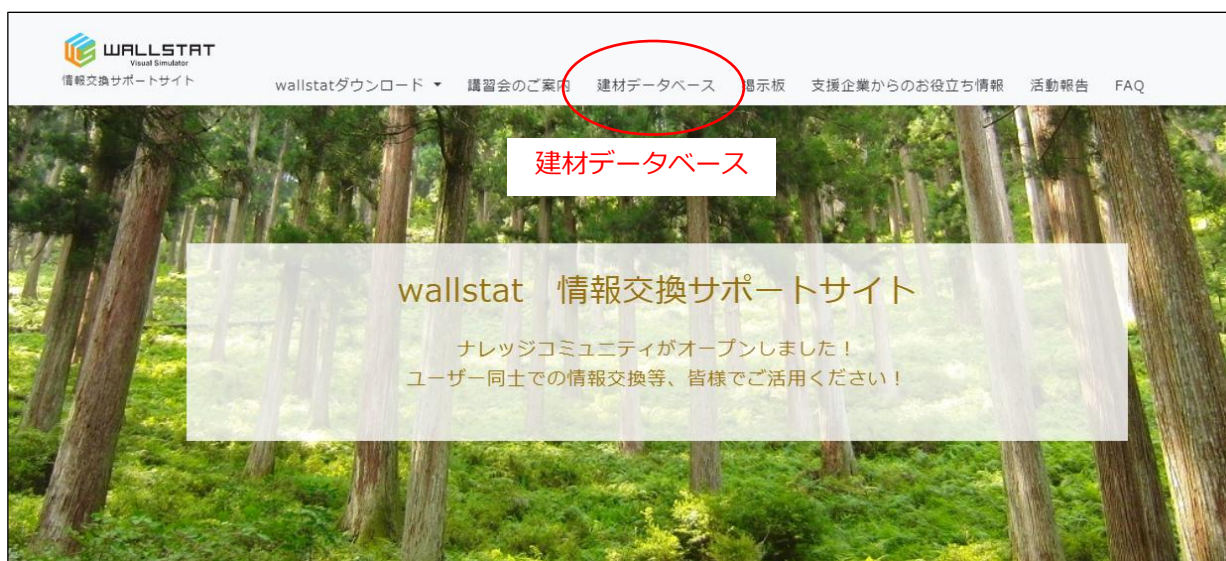 WALLSTAT
Visual Simulator
情報交換サポートサイト
wallstatダウンロード 講習会のご案内 建材データベース 掲示板 支援企業からのお役立ち情報 活動報告 FAQ
建材データベース
wallstat　情報交換サポートサイト
ナレッジコミュニティがオープンしました！
ユーザー同士での情報交換等、皆様でご活用ください！